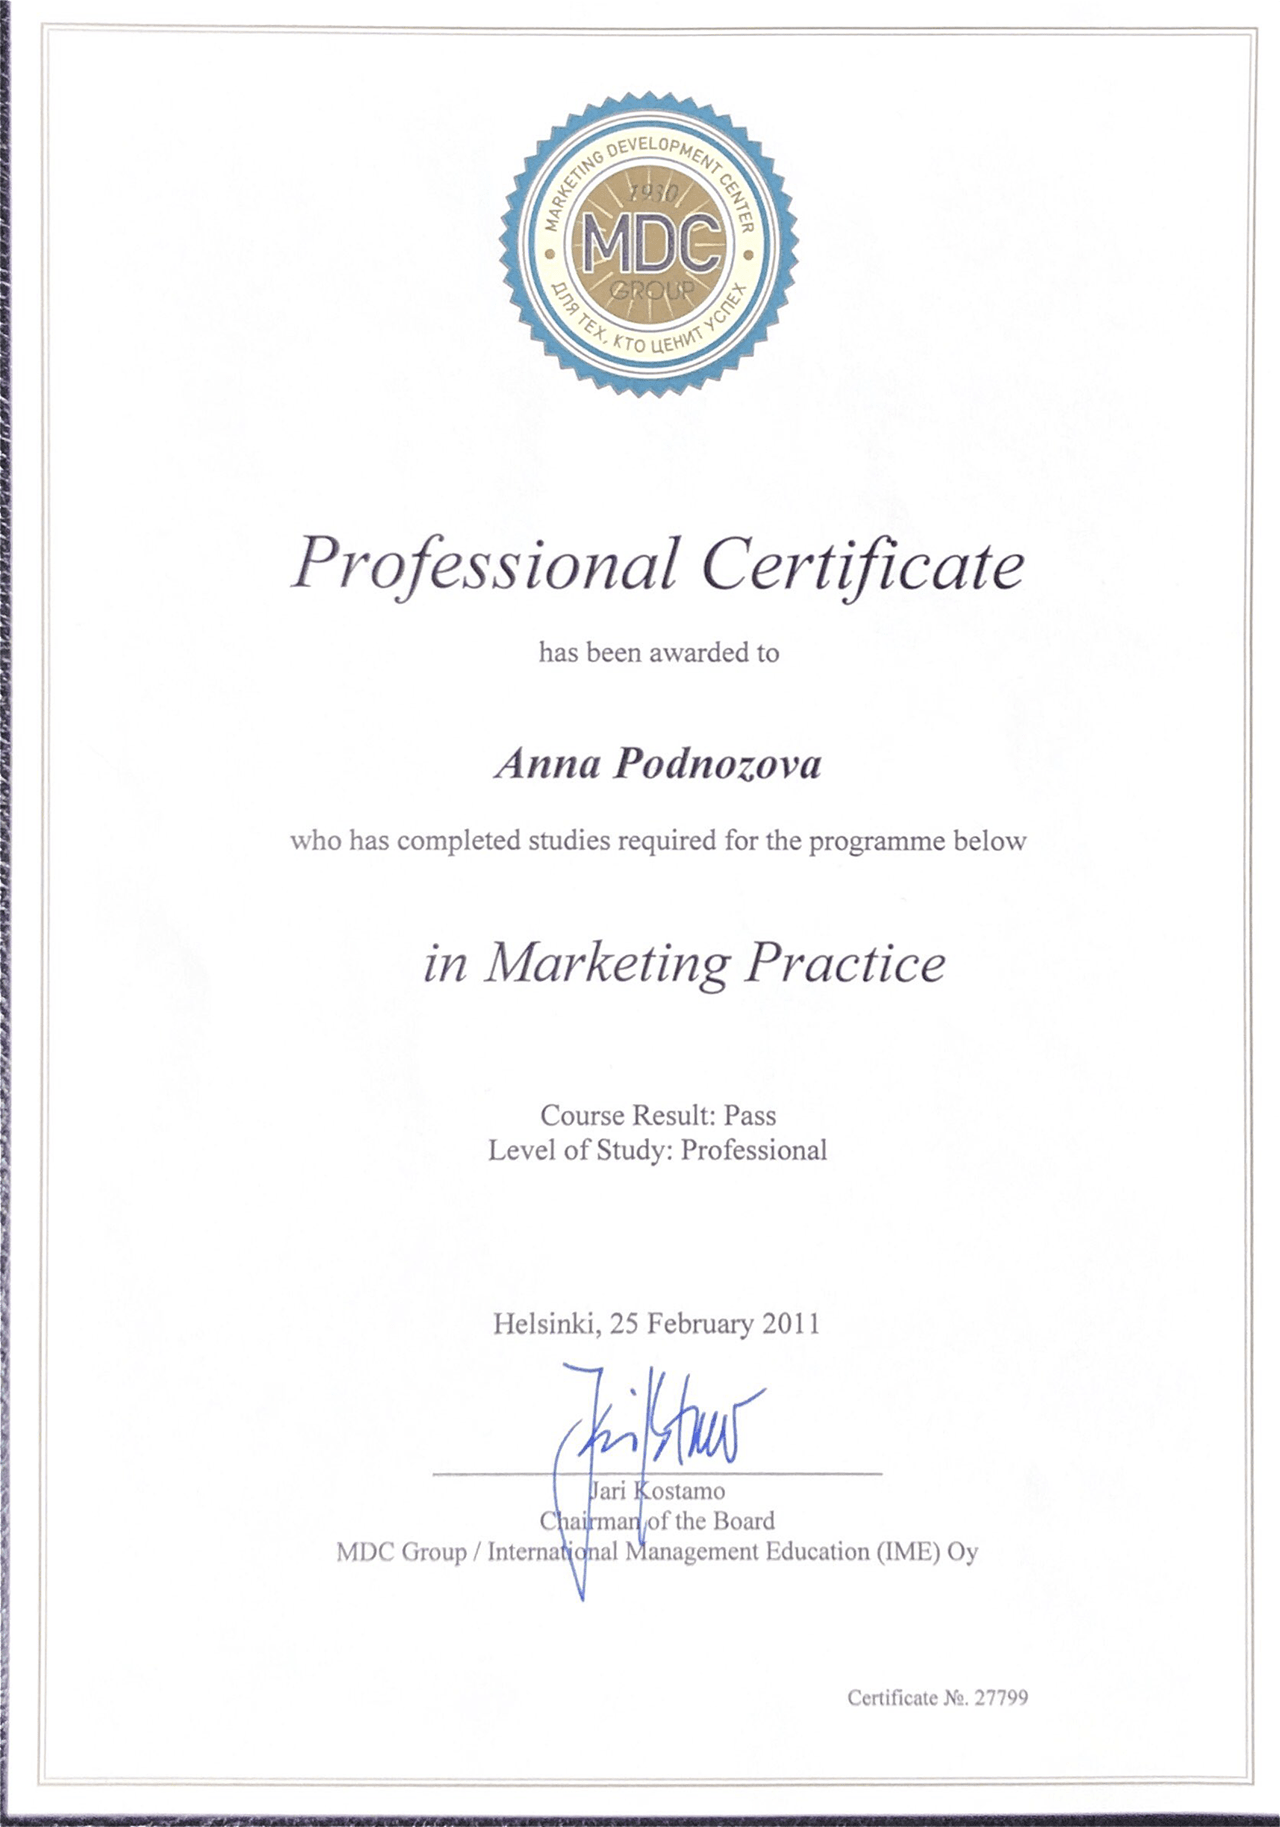 MARKETING DEVELOPMENT CENTER
1930
MDC
GROUP
ДЛЯ ТЕХ, КТО ЦЕНИТ УСПЕХ
Professional Certificate
has been awarded to
Anna Podnozova
who has completed studies required for the programme below
in Marketing Practice
Course Result: Pass
Level of Study: Professional
Helsinki, 25 February 2011
Jari Kostamo
Chairman of the Board
MDC Group / International Management Education (IME) Oy
Certificate №. 27799